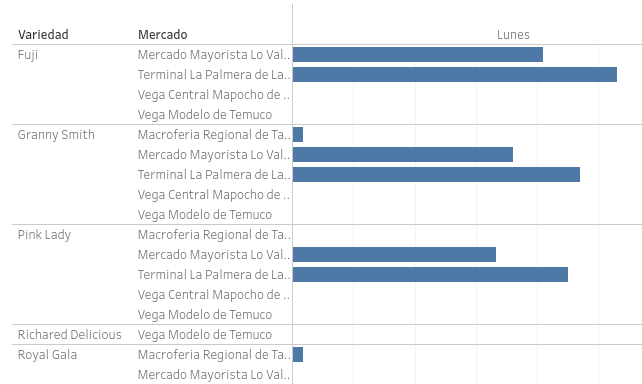 Variedad Mercado Lunes
Fuji Mercado Mayorista Lo Val..
Terminal La Palmera de La..
Vega Central Mapocho de ..
Vega Modelo de Temuco
Granny Smith Macroferia Regional de Ta..
Mercado Mayorista Lo Val..
Terminal La Palmera de La..
Vega Central Mapocho de ..
Vega Modelo de Temuco
Pink Lady Macroferia Regional de Ta..
Mercado Mayorista Lo Val..
Terminal La Palmera de La..
Vega Central Mapocho de ..
Vega Modelo de Temuco
Richared Delicious Vega Modelo de Temuco
Royal Gala Macroferia Regional de Ta..
Mercado Mayorista Lo Val..